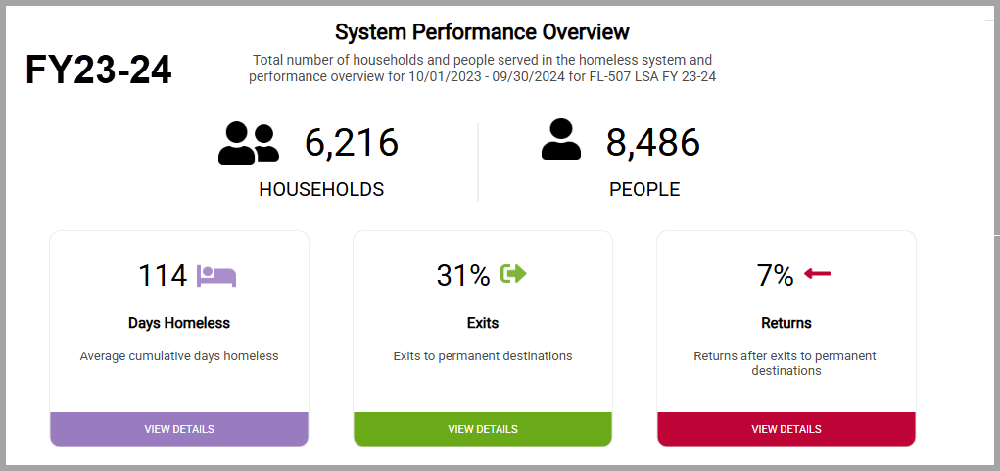 System Performance Overview
FY23-24
Total number of households and people served in the homeless system and
performance overview for 10/01/2023 - 09/30/2024 for FL-507 LSA FY 23-24
6,216
HOUSEHOLDS
8,486
PEOPLE
114
Days Homeless
Average cumulative days homeless
VIEW DETAILS
31%
Exits
Exits to permanent destinations
VIEW DETAILS
7%
Returns
Returns after exits to permanent
destinations
VIEW DETAILS